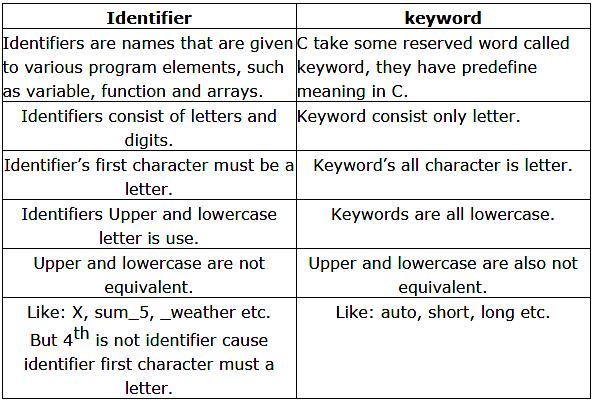 Identifier
keyword
Identifiers are names that are given
to various program elements, such
as variable, function and arrays.
C take some reserved word called
keyword, they have predefine
meaning in C.
Identifiers consist of letters and
digits.
Keyword consist only letter.
Identifier’s first character must be a
letter.
Keyword’s all character is letter.
Identifiers Upper and lowercase
letter is use.
Keywords are all lowercase.
Upper and lowercase are not
equivalent.
Upper and lowercase are also not
equivalent.
Like: X, sum_5, _weather etc.
But 4th is not identifier cause
identifier first character must a
letter.
Like: auto, short, long etc.